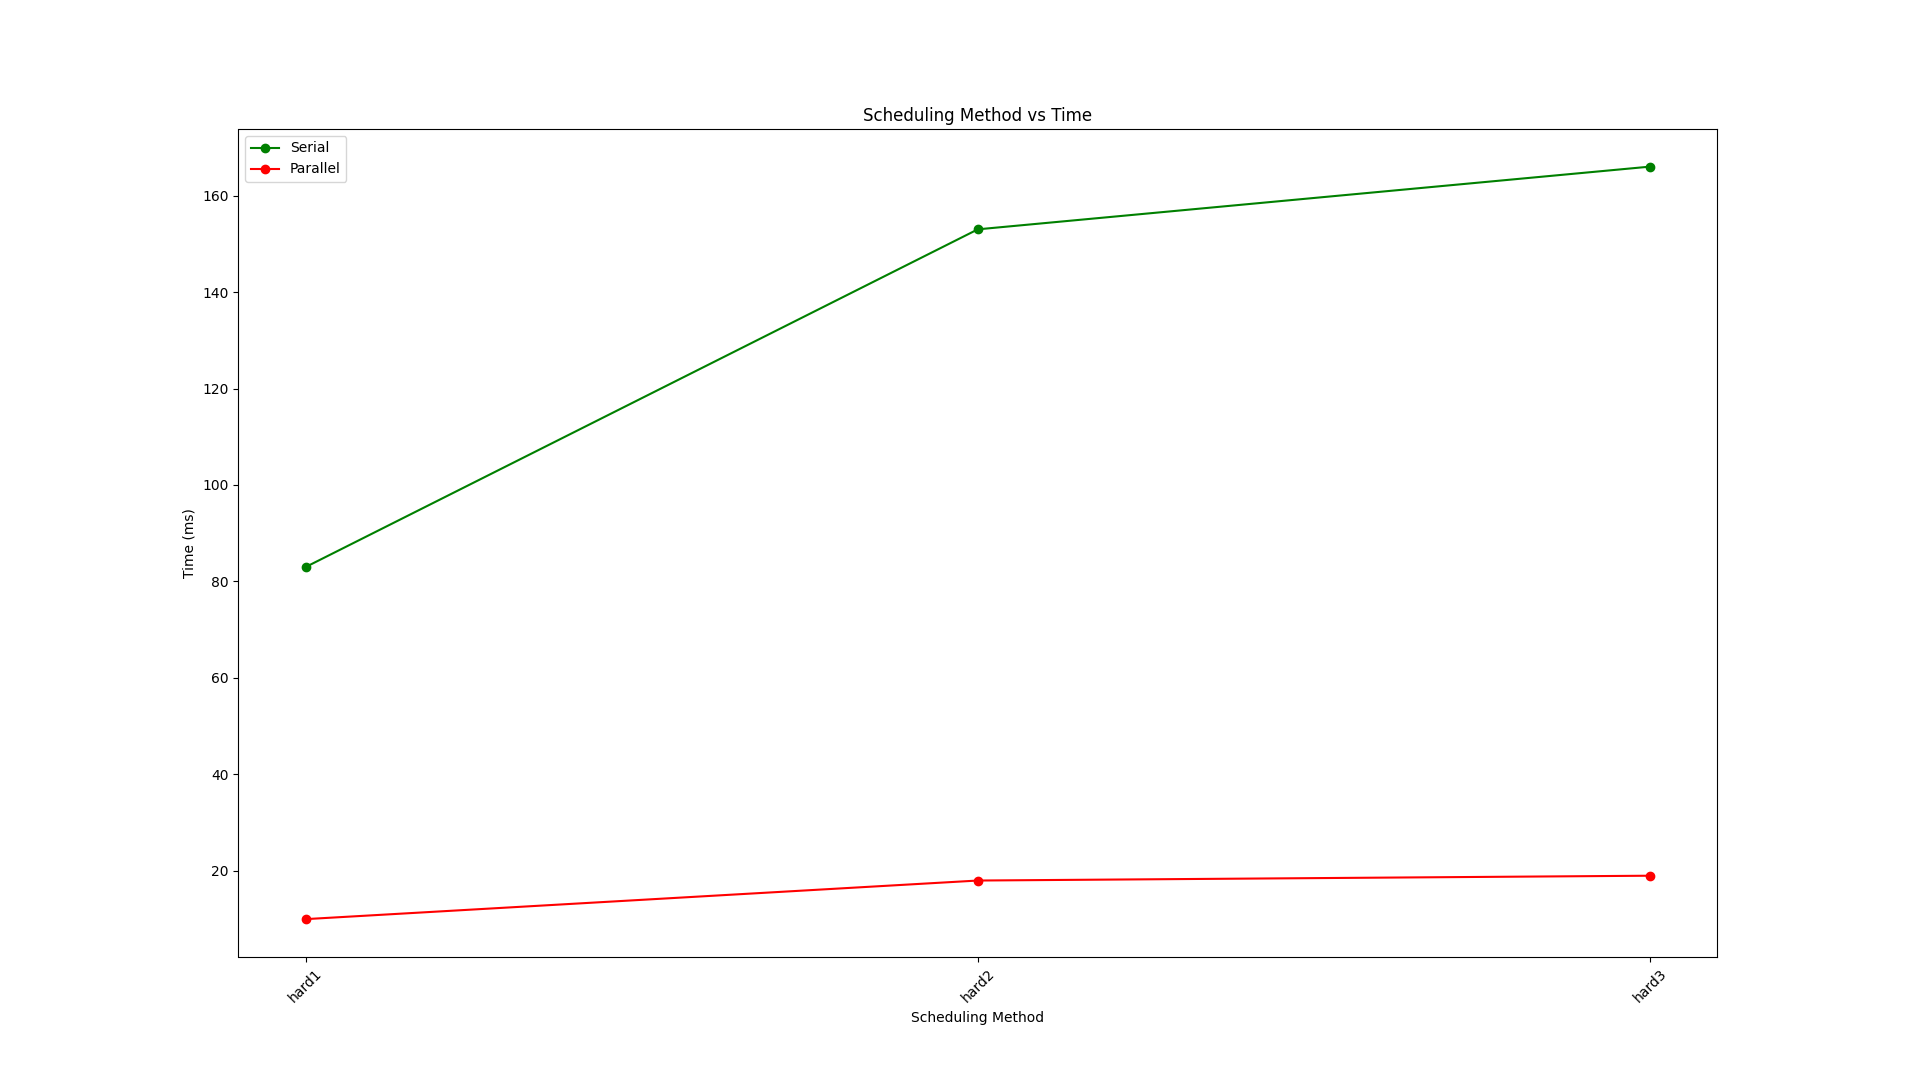 Scheduling Method vs Time
Serial
Parallel
160
140
120
100
80
60
40
20
Time (ms)
hard1
hard2
hard3
Scheduling Method